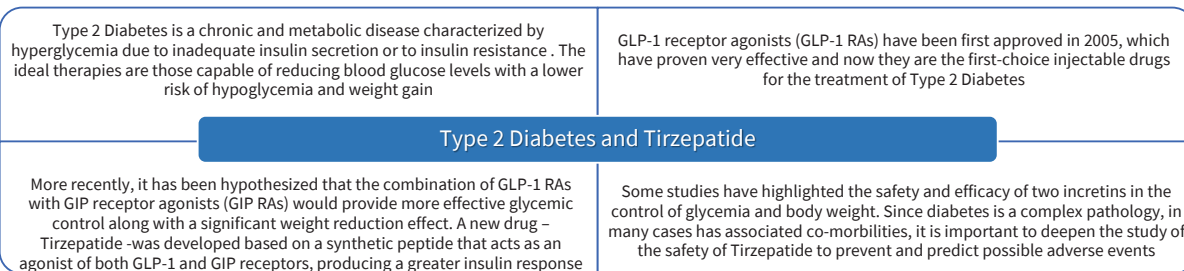 Type 2 Diabetes is a chronic and metabolic disease characterized by
hyperglycemia due to inadequate insulin secretion or to insulin resistance . The
ideal therapies are those capable of reducing blood glucose levels with a lower
risk of hypoglycemia and weight gain
GLP-1 receptor agonists (GLP-1 RAs) have been first approved in 2005, which
have proven very effective and now they are the first-choice injectable drugs
for the treatment of Type 2 Diabetes
Type 2 Diabetes and Tirzepatide
More recently, it has been hypothesized that the combination of GLP-1 RAs
with GIP receptor agonists (GIP RAs) would provide more effective glycemic
control along with a significant weight reduction effect. A new drug –
Tirzepatide -was developed based on a synthetic peptide that acts as an
agonist of both GLP-1 and GIP receptors, producing a greater insulin response
Some studies have highlighted the safety and efficacy of two incretins in the
control of glycemia and body weight. Since diabetes is a complex pathology, in
many cases has associated co-morbilities, it is important to deepen the study of
the safety of Tirzepatide to prevent and predict possible adverse events